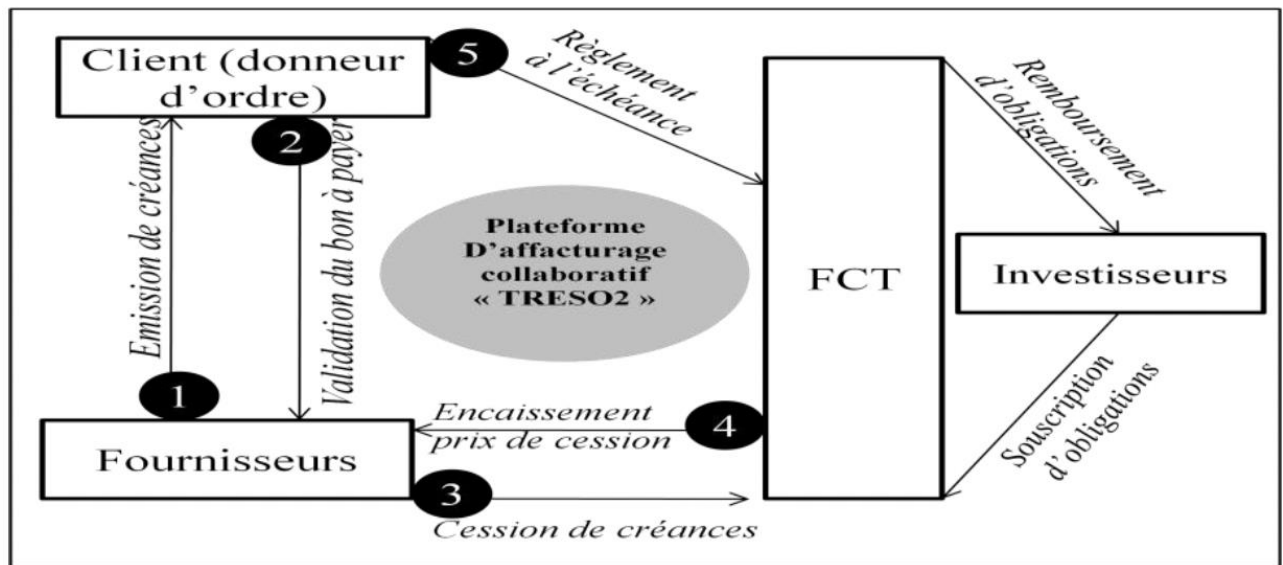 Client (donneur
d'ordre)
5
Règlement
à l'échéance
2
Emission de créances
Validation du bon à payer
Plateforme
D'affacturage
collaboratif
« TRESO2 »
FCT
Remboursement
d'obligations
Investisseurs
Souscription
d'obligations
1
Fournisseurs
Encaissement
prix de cession
4
3
Cession de créances